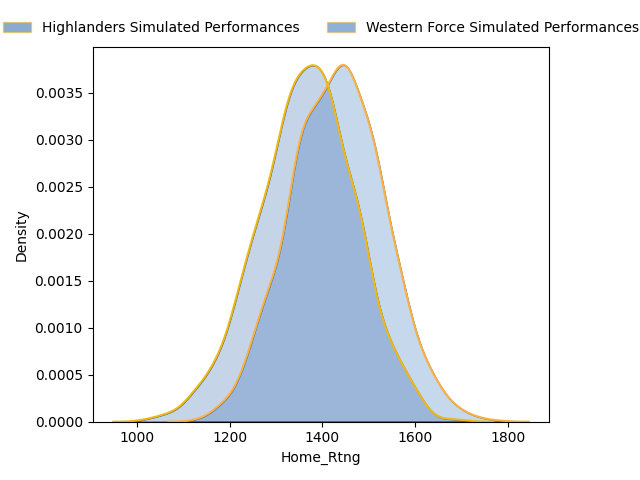 Highlanders Simulated Performances Western Force Simulated Performances
0.0035
0.0030
0.0025
0.0020
0.0015
0.0010
0.0005
0.0000
Density
1000 1200 1400 1600 1800
Home_Rtng